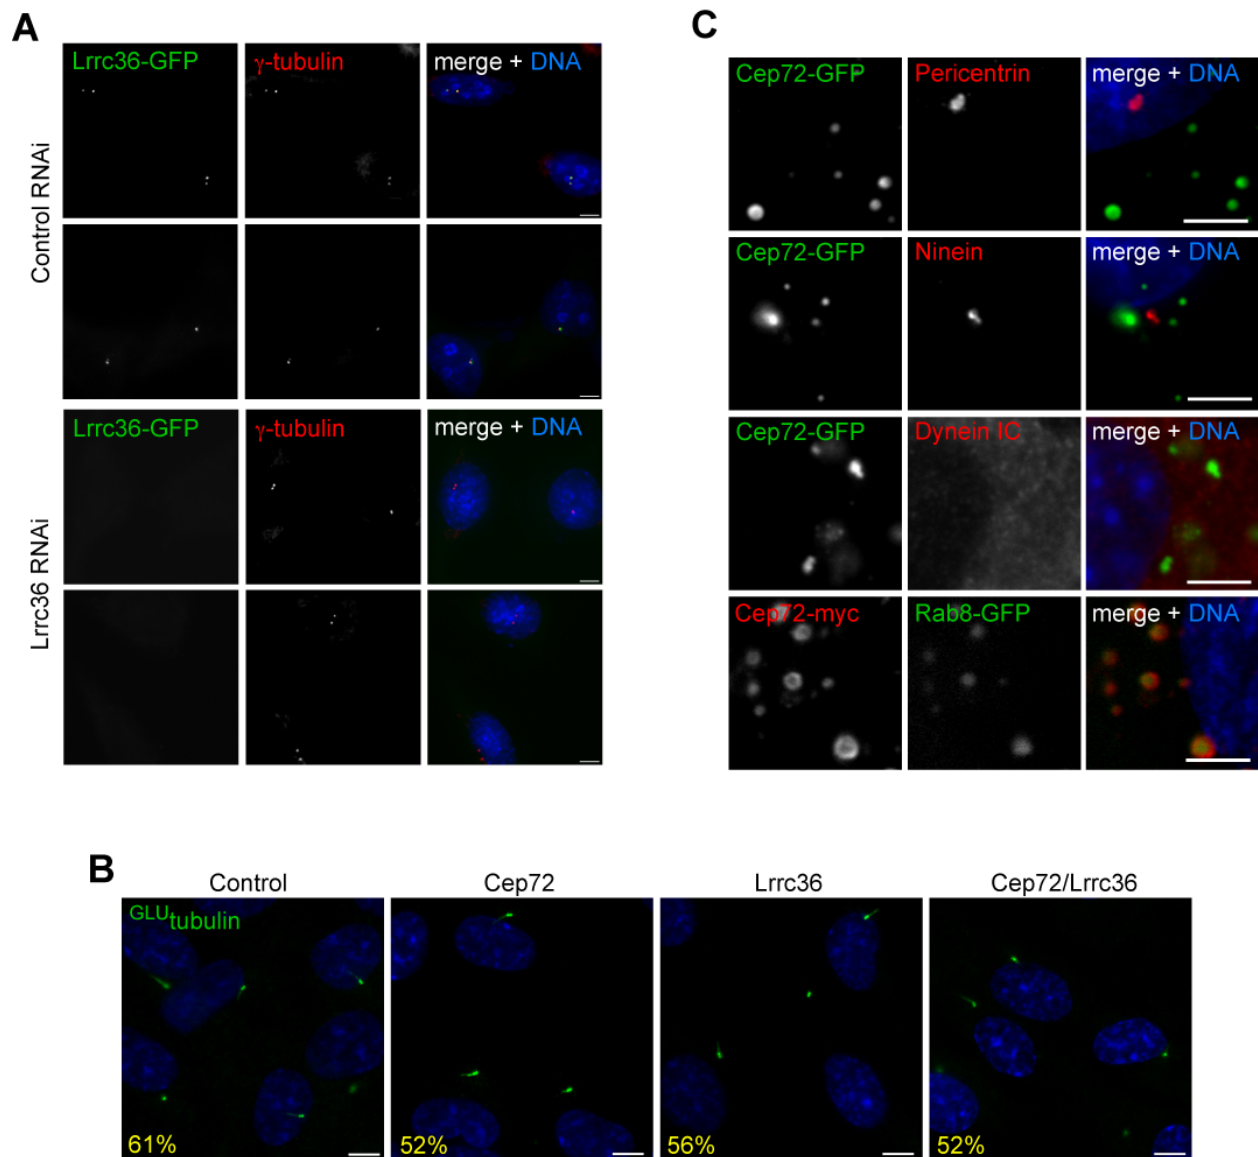 A
Lrrc36-GFP γ-tubulin merge + DNA
Control RNAi
Lrrc36-GFP γ-tubulin merge + DNA
Lrrc36 RNAi
C
Cep72-GFP Pericentrin merge + DNA
Cep72-GFP Ninein merge + DNA
Cep72-GFP Dynein IC merge + DNA
Cep72-myc Rab8-GFP merge + DNA
B
Control Cep72 Lrrc36 Cep72/Lrrc36
GLU tubulin
61% 52% 56% 52%